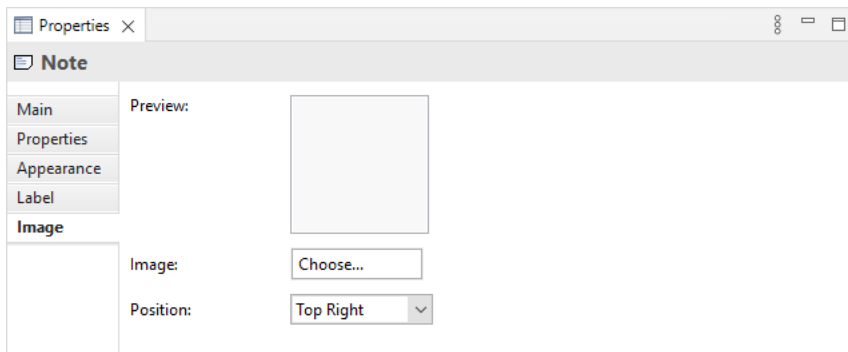 Properties
Note
Main
Properties
Appearance
Label
Image
Preview:
Image:
Choose...
Position:
Top Right